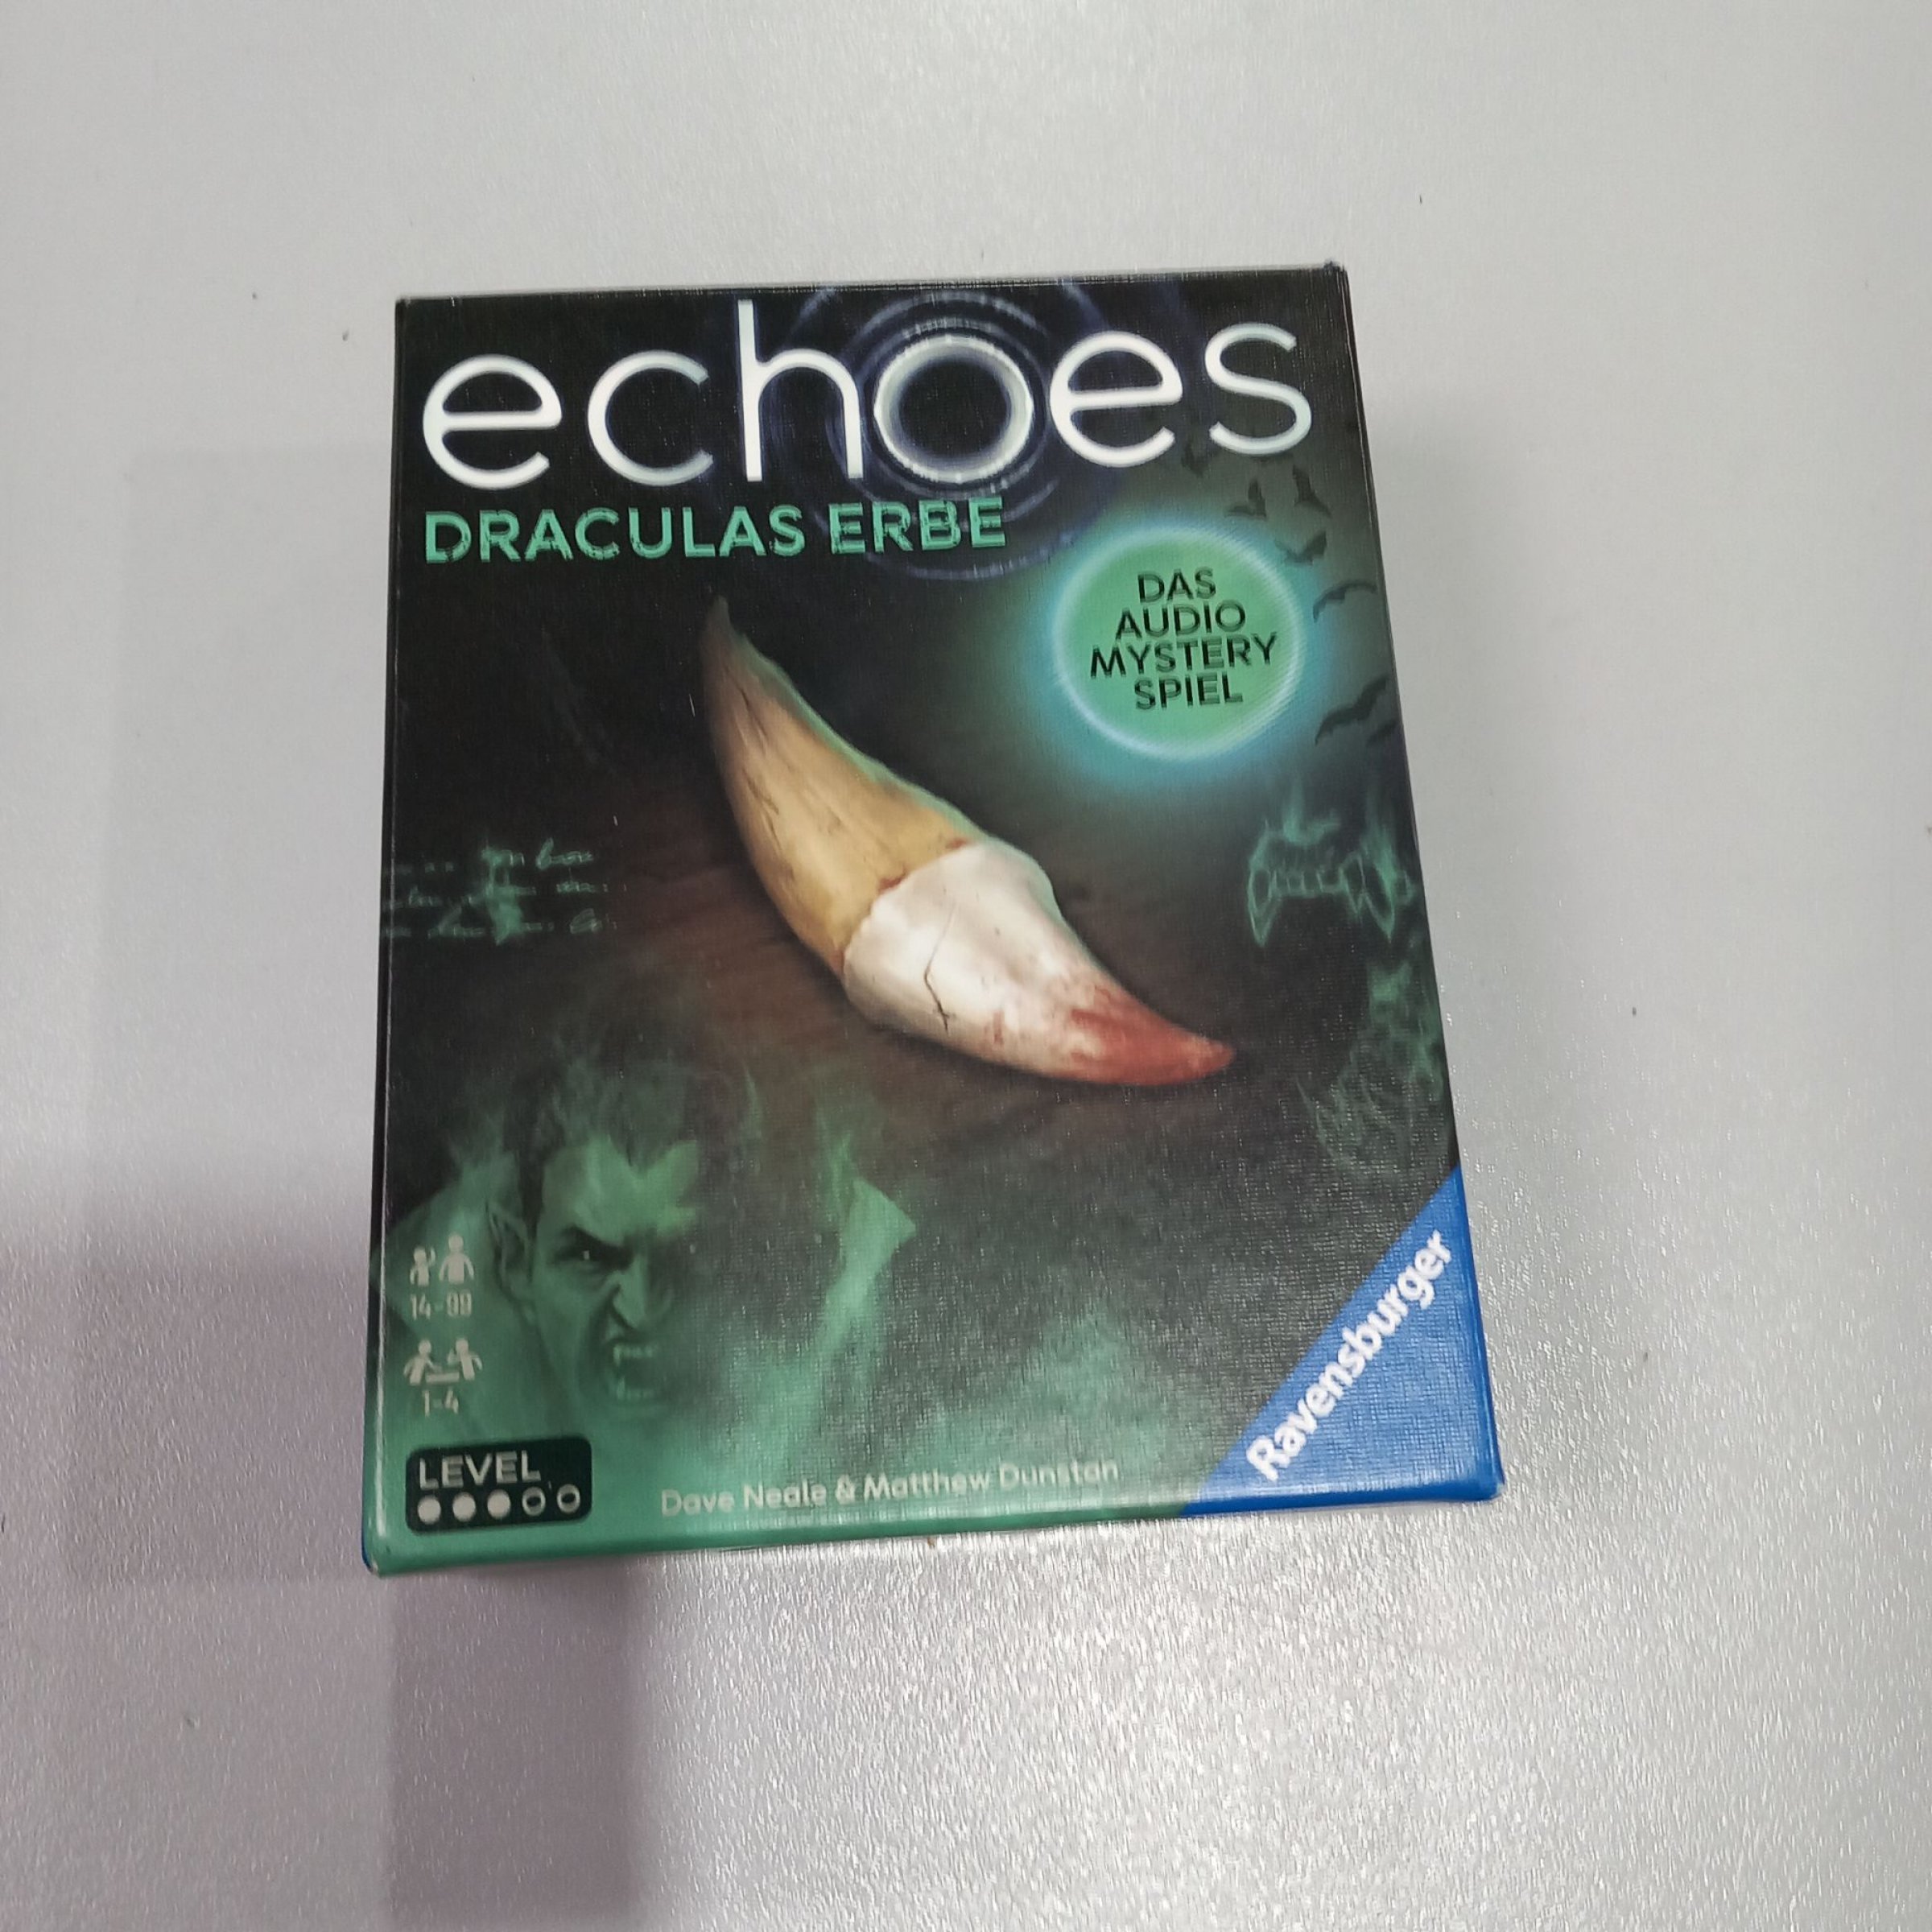 echoes
DRACULAS ERBE
DAS
AUDIO
MYSTERY
SPIEL
14-99
1-4
LEVEL
Dave Neale & Matthew Dunstan
Ravensburger